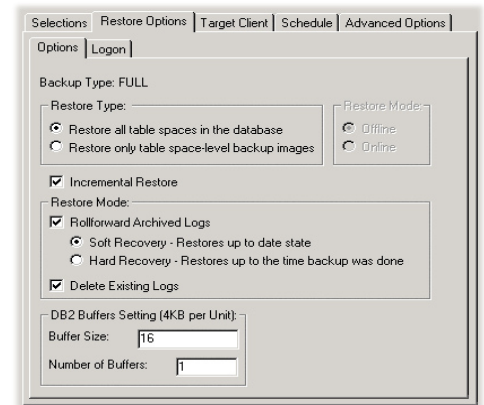 Selections Restore Options Target Client Schedule Advanced Options
Options Logon
Backup Type: FULL
Restore Type: Restore Mode:
Restore all table spaces in the database Offline
Restore only table space-level backup images Online
Incremental Restore
Restore Mode:
Rollforward Archived Logs
Soft Recovery - Restores up to date state
Hard Recovery - Restores up to the time backup was done
Delete Existing Logs
DB2 Buffers Setting (4KB per Unit):
Buffer Size: 16
Number of Buffers: 1